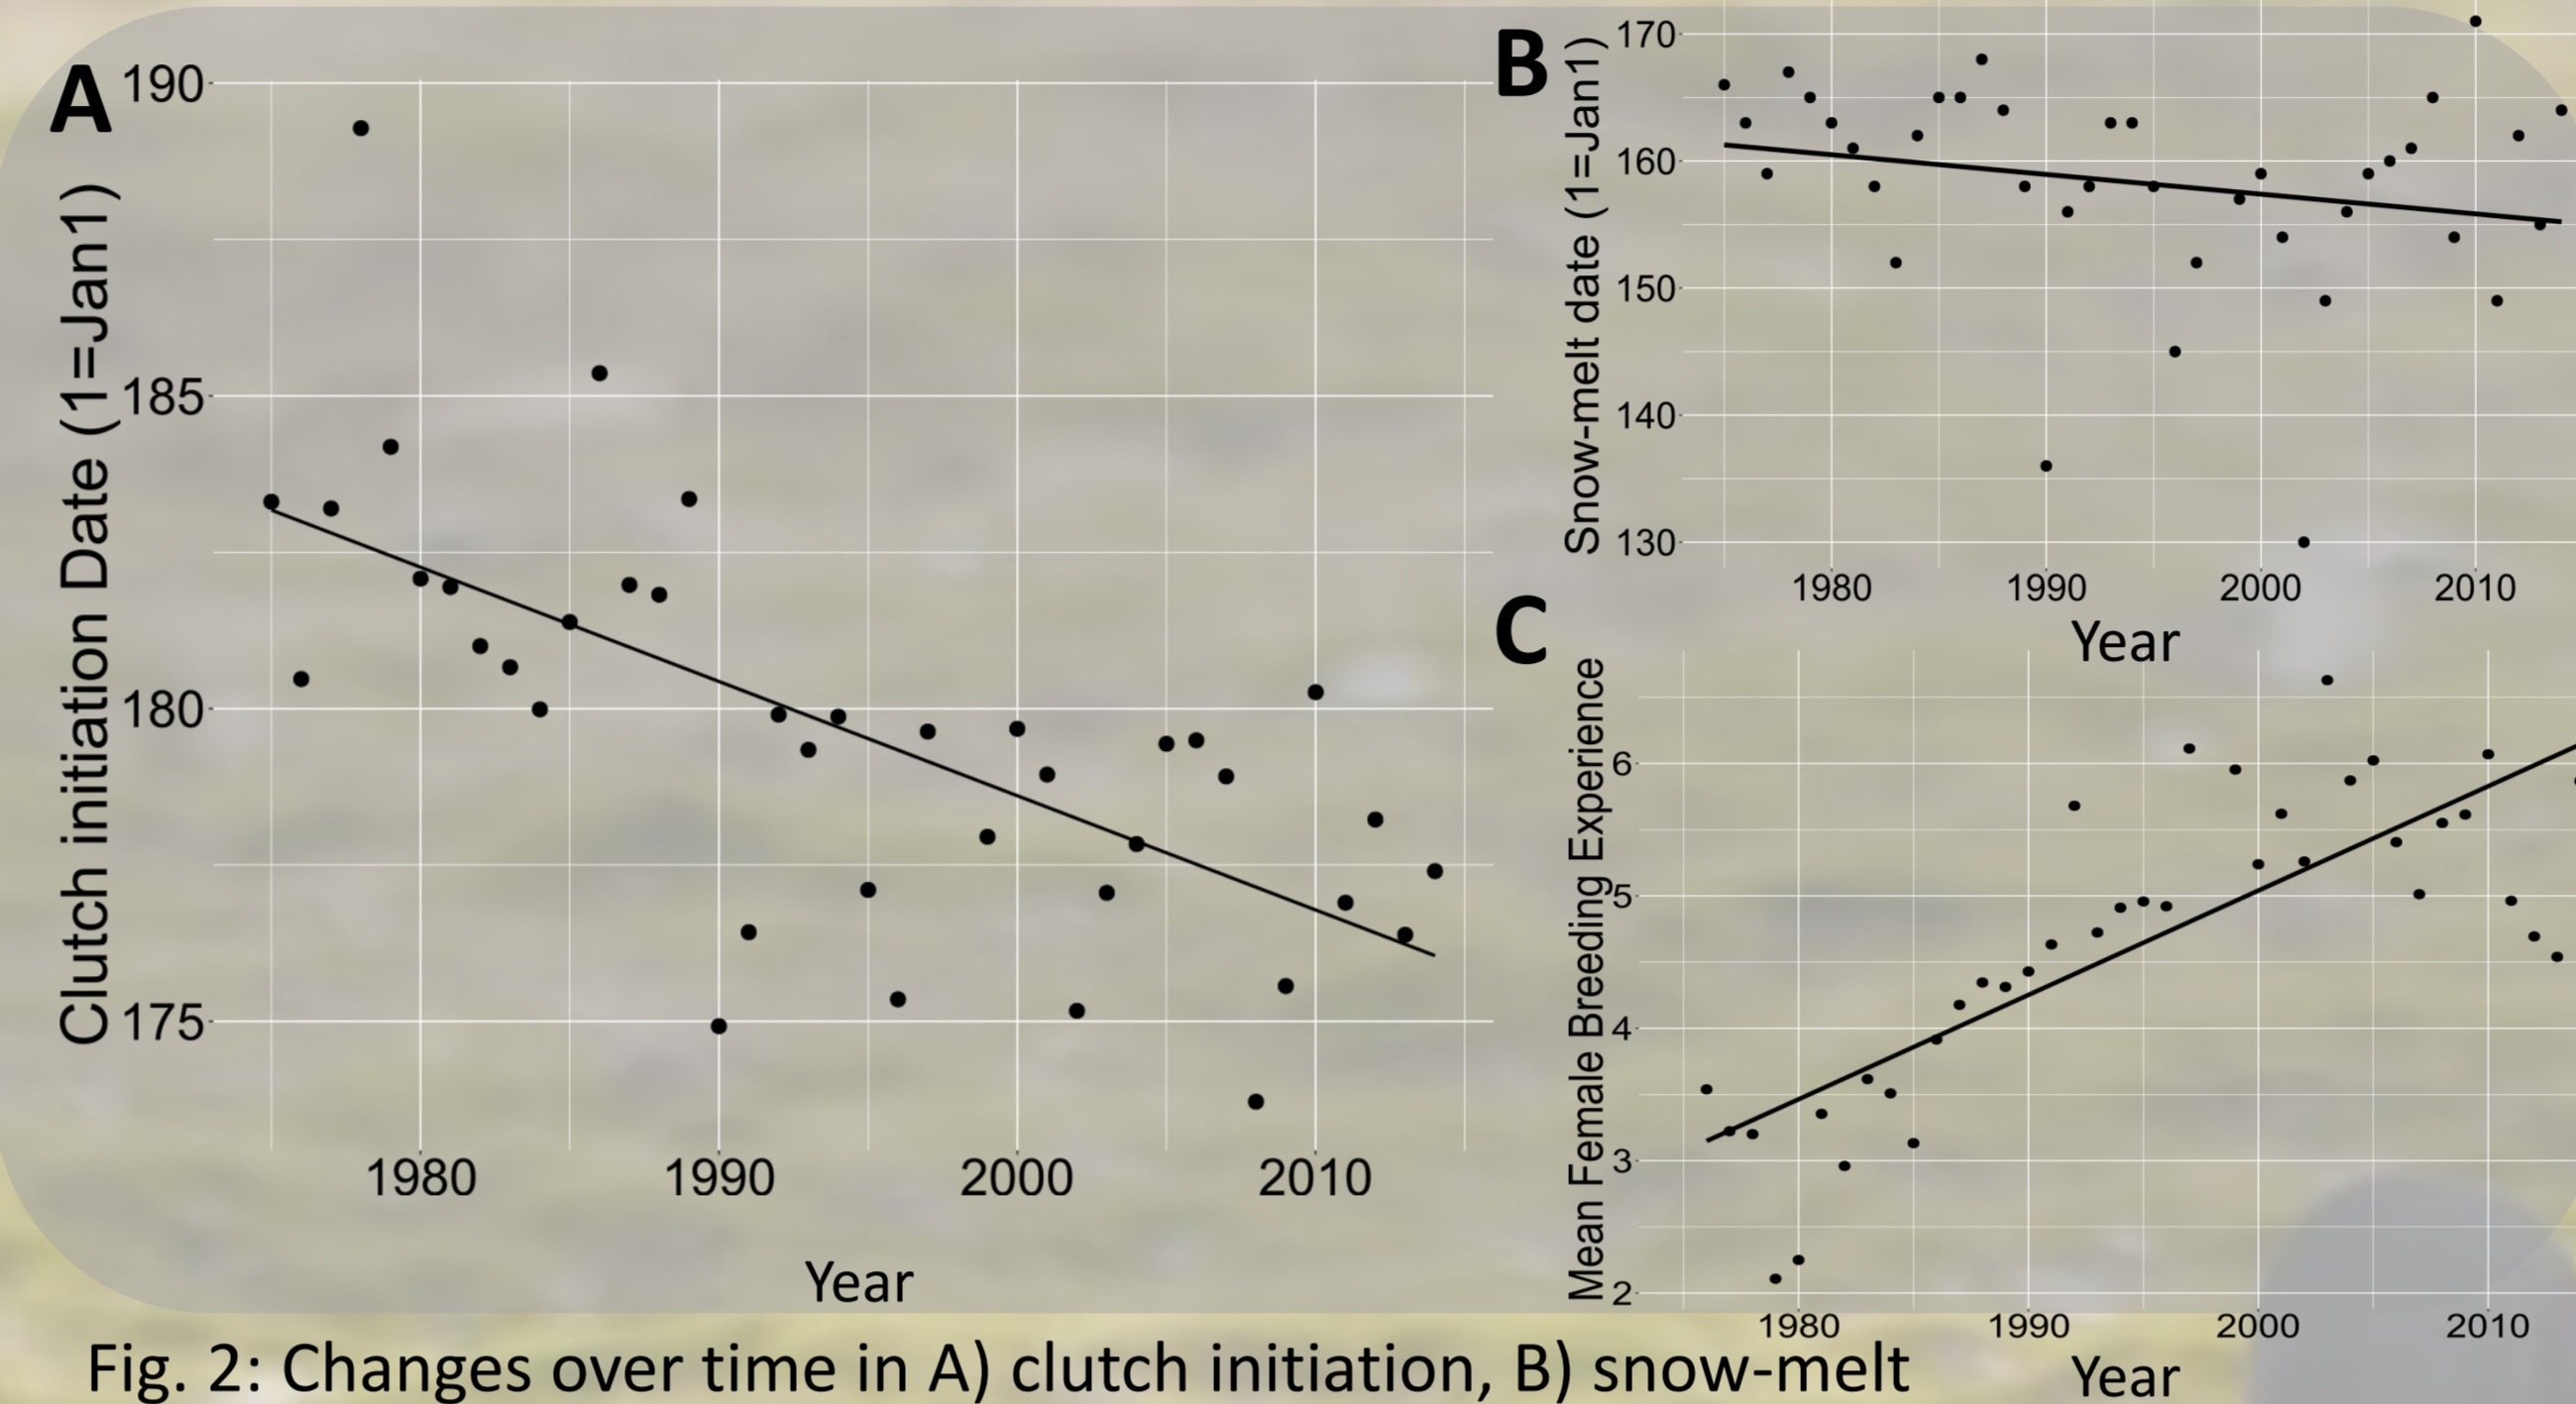 A
Clutch initiation Date (1=Jan1)
190
185
180
175
1980 1990 2000 2010
Year
B
Snow-melt date (1=Jan1)
170
160
150
140
130
1980 1990 2000 2010
Year
C
Mean Female Breeding Experience
6
5
4
3
2
1980 1990 2000 2010
Year
Fig. 2: Changes over time in A) clutch initiation, B) snow-melt